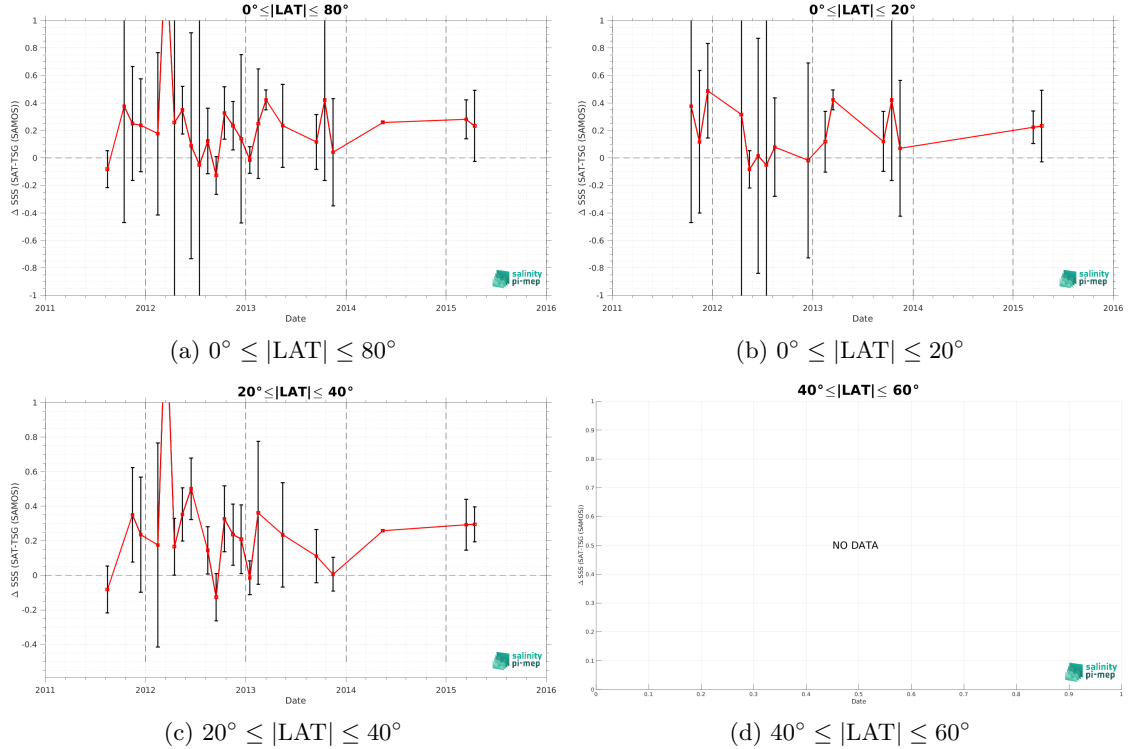 0°≤|LAT|≤ 80°
Δ SSS (SAT-TSG (SAMOS))
1
0.8
0.6
0.4
0.2
0
-0.2
-0.4
-0.6
-0.8
-1
2011 2012 2013 2014 2015 2016
Date
salinity
pi-mep
(a) 0° ≤ |LAT| ≤ 80°
0°≤|LAT|≤ 20°
Δ SSS (SAT-TSG (SAMOS))
1
0.8
0.6
0.4
0.2
0
-0.2
-0.4
-0.6
-0.8
-1
2011 2012 2013 2014 2015 2016
Date
salinity
pi-mep
(b) 0° ≤ |LAT| ≤ 20°
20°≤|LAT|≤ 40°
Δ SSS (SAT-TSG (SAMOS))
1
0.8
0.6
0.4
0.2
0
-0.2
-0.4
2011 2012 2013 2014 2015 2016
Date
salinity
pi-mep
(c) 20° ≤ |LAT| ≤ 40°
40°≤|LAT|≤ 60°
Δ SSS (SAT-TSG (SAMOS))
1
0.9
0.8
0.7
0.6
0.5
0.4
0.3
0.2
0.1
0
NO DATA
0 0.1 0.2 0.3 0.4 0.5 0.6 0.7 0.8 0.9 1
Date
salinity
pi-mep
(d) 40° ≤ |LAT| ≤ 60°